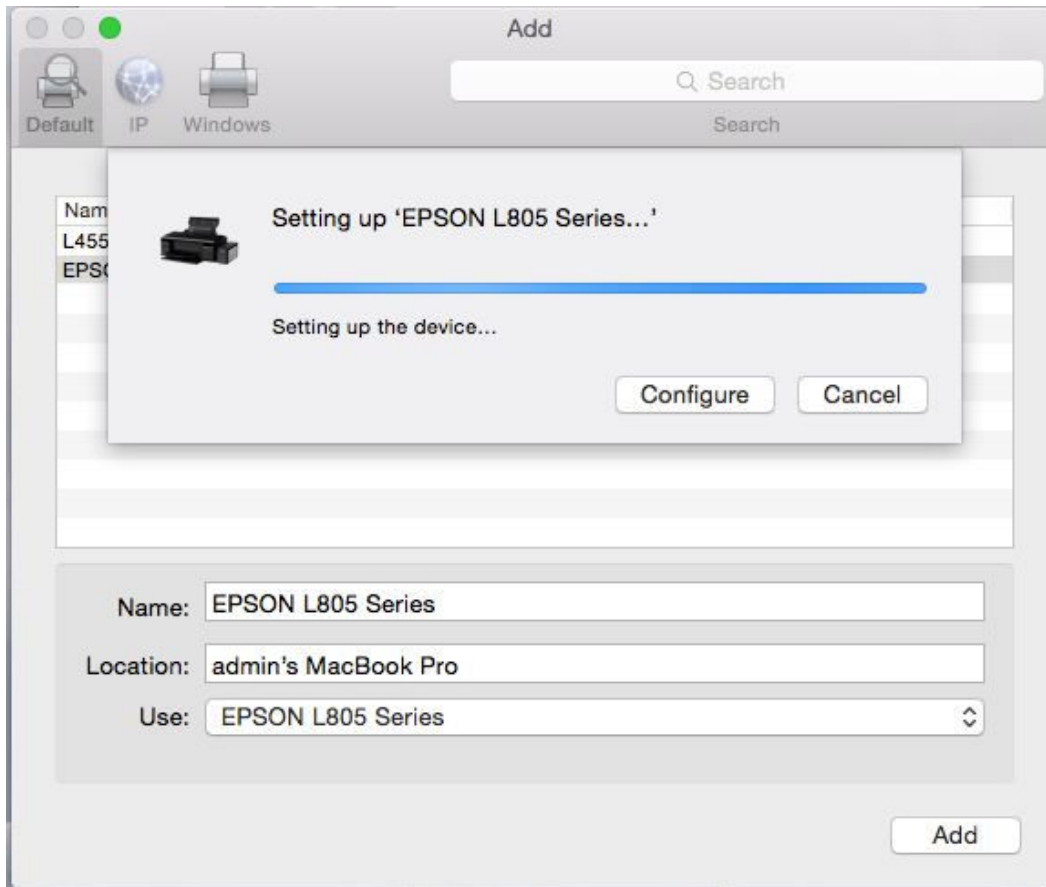 Add
Search
Default IP Windows Search
Setting up ‘EPSON L805 Series...’
Nam
L455
EPSO
Setting up the device...
Configure Cancel
Name: EPSON L805 Series
Location: admin's MacBook Pro
Use: EPSON L805 Series
Add